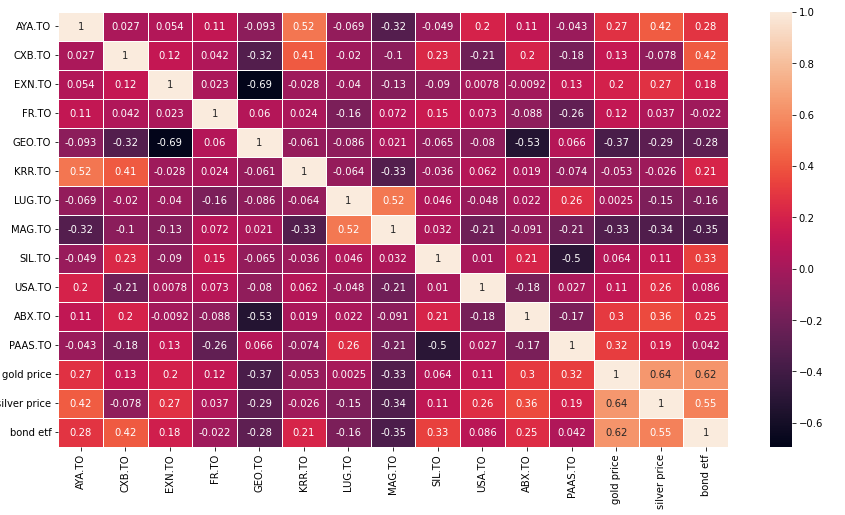 AYA.TO 1 0.027 0.054 0.11 -0.093 0.52 -0.069 -0.32 -0.049 0.2 0.11 -0.043 0.27 0.42 0.28
CXB.TO 0.027 1 0.12 0.042 -0.32 0.41 -0.02 -0.1 0.23 -0.21 0.2 -0.18 0.13 -0.078 0.42
EXN.TO 0.054 0.12 1 0.023 -0.69 -0.028 -0.04 -0.13 -0.09 0.0078 -0.0092 0.13 0.2 0.27 0.18
FR.TO 0.11 0.042 0.023 1 0.06 0.024 -0.16 0.072 0.15 0.073 -0.088 -0.26 0.12 0.037 -0.022
GEO.TO -0.093 -0.32 -0.69 0.06 1 -0.061 -0.086 0.021 -0.065 -0.08 -0.53 0.066 -0.37 -0.29 -0.28
KRR.TO 0.52 0.41 -0.028 0.024 -0.061 1 -0.064 -0.33 -0.036 0.062 0.019 -0.074 -0.053 -0.026 0.21
LUG.TO -0.069 -0.02 -0.04 -0.16 -0.086 -0.064 1 0.52 0.046 -0.048 0.022 0.26 0.0025 -0.15 -0.16
MAG.TO -0.32 -0.1 -0.13 0.072 0.021 -0.33 0.52 1 0.032 -0.21 -0.091 -0.21 -0.33 -0.34 -0.35
SIL.TO -0.049 0.23 -0.09 0.15 -0.065 -0.036 0.046 0.032 1 0.01 0.21 -0.5 0.064 0.11 0.33
USA.TO 0.2 -0.21 0.0078 0.073 -0.08 0.062 -0.048 -0.21 0.01 1 -0.18 0.027 0.11 0.26 0.086
ABX.TO 0.11 0.2 -0.0092 -0.088 -0.53 0.019 0.022 -0.091 0.21 -0.18 1 -0.17 0.3 0.36 0.25
PAAS.TO -0.043 -0.18 0.13 -0.26 0.066 -0.074 0.26 -0.21 -0.5 0.027 -0.17 1 0.32 0.19 0.042
gold price 0.27 0.13 0.2 0.12 -0.37 -0.053 0.0025 -0.33 0.064 0.11 0.3 0.32 1 0.64 0.62
silver price 0.42 -0.078 0.27 0.037 -0.29 -0.026 -0.15 -0.34 0.11 0.26 0.36 0.19 0.64 1 0.55
bond etf 0.28 0.42 0.18 -0.022 -0.28 0.21 -0.16 -0.35 0.33 0.086 0.25 0.042 0.62 0.55 1
AYA.TO CXB.TO EXN.TO FR.TO GEO.TO KRR.TO LUG.TO MAG.TO SIL.TO USA.TO ABX.TO PAAS.TO gold price silver price bond etf
1.0
0.8
0.6
0.4
0.2
0.0
−0.2
−0.4
−0.6